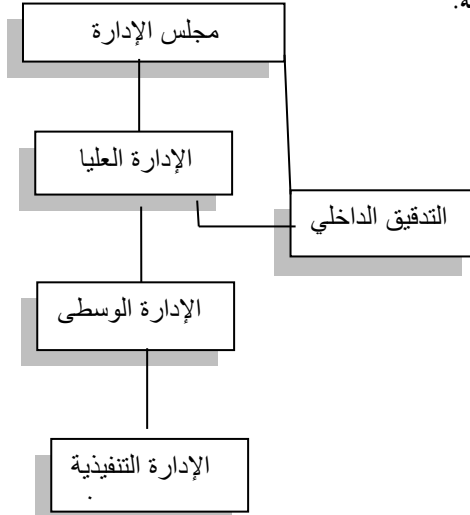 ة.
مجلس الإدارة
الإدارة العليا
التدقيق الداخلي
الإدارة الوسطى
الإدارة التنفيذية
.